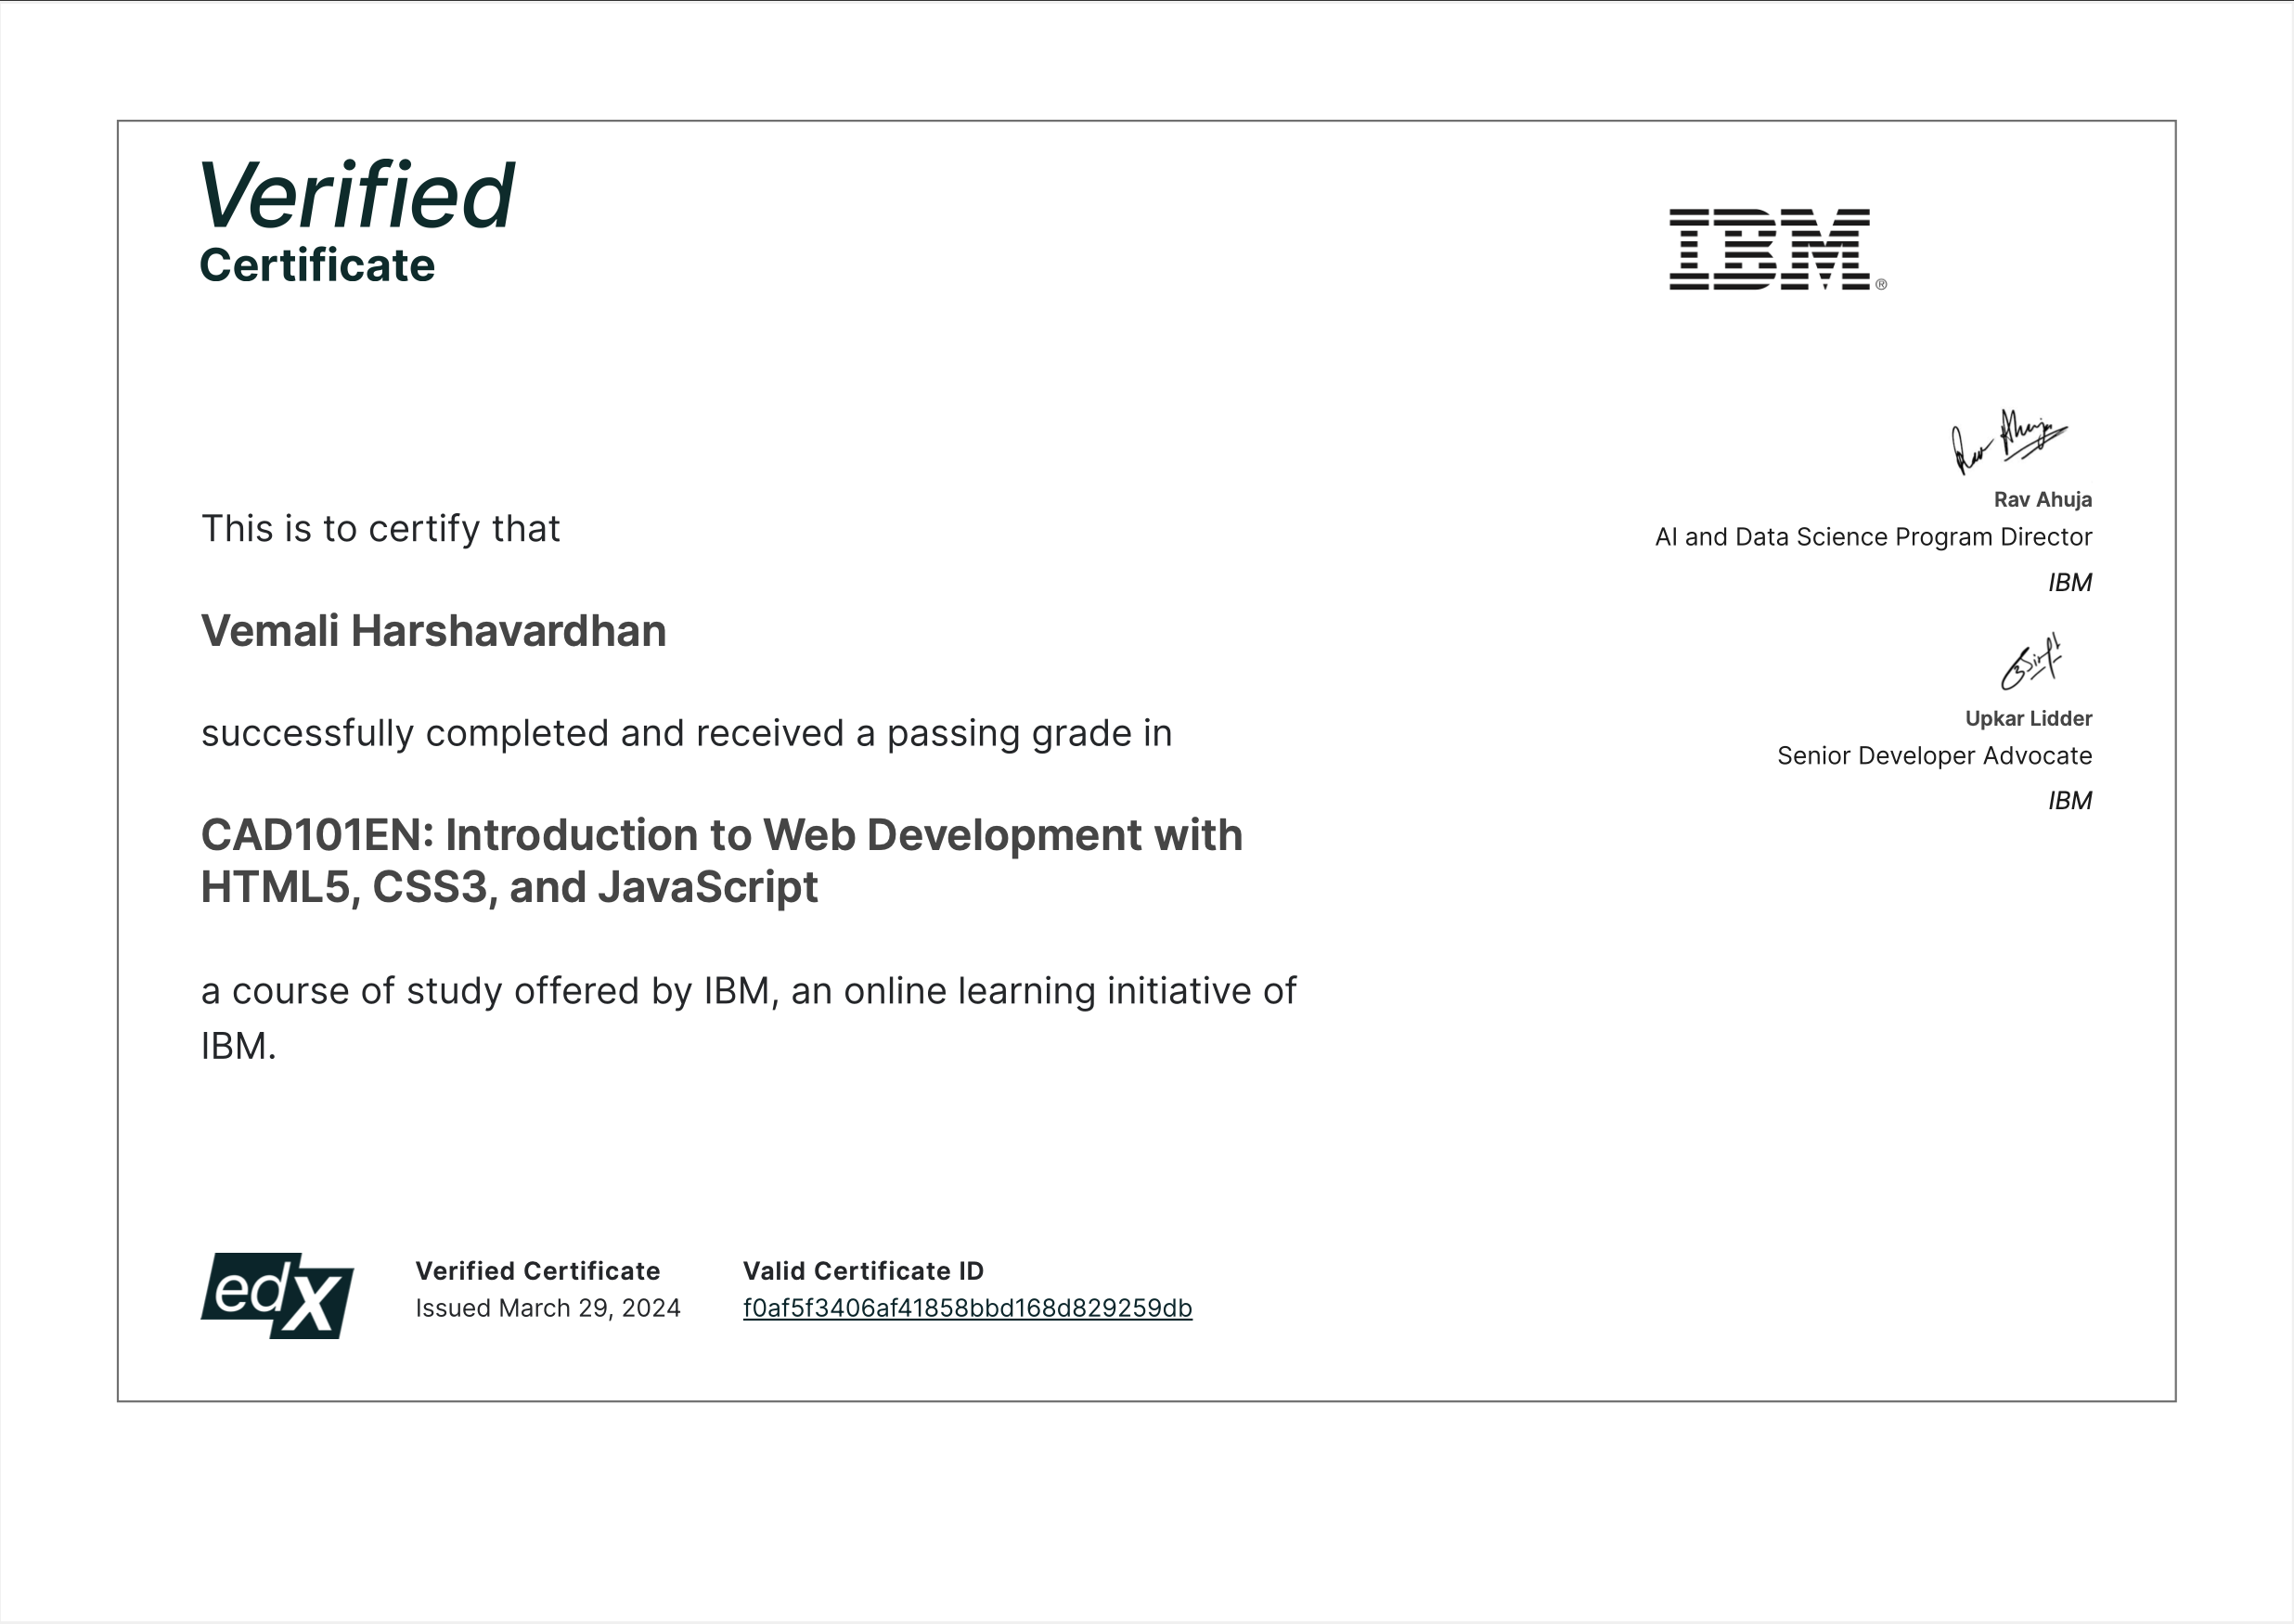 Verified
Certificate
IBM®
This is to certify that
Vemali Harshavardhan
successfully completed and received a passing grade in
CAD101EN: Introduction to Web Development with
HTML5, CSS3, and JavaScript
a course of study offered by IBM, an online learning initiative of
IBM.
Rav Ahuja
Rav Ahuja
AI and Data Science Program Director
IBM
Upkar Lidder
Senior Developer Advocate
IBM
edX
Verified Certificate
Issued March 29, 2024
Valid Certificate ID
f0af5f3406af41858bbd168d829259db